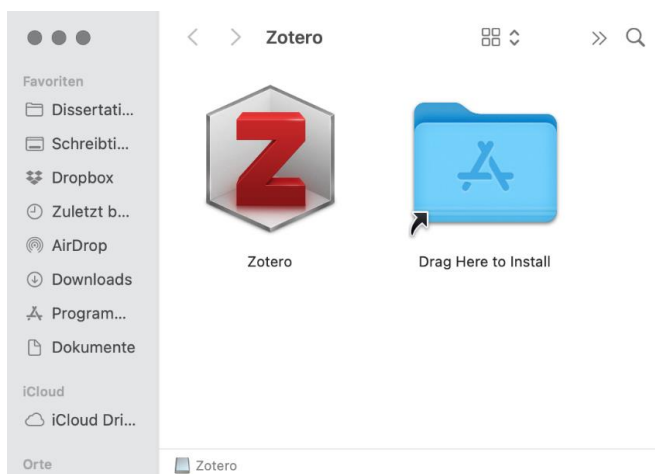 Zotero
Favoriten
Dissertati...
Schreibti...
Dropbox
Zuletzt b...
AirDrop
Downloads
Program...
Dokumente
iCloud
iCloud Dri...
Orte
Z
Zotero
Drag Here to Install
Zotero